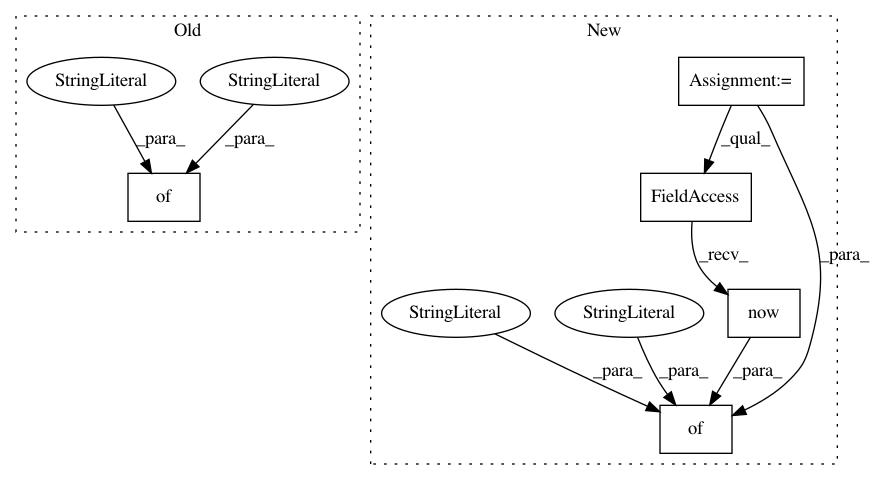 Old
New
StringLiteral
StringLiteral
Assignment:=
_para_
_para_
_qual_
of
FieldAccess
_recv_
_para_
StringLiteral
StringLiteral
now
_para_
_para_
_para_
of